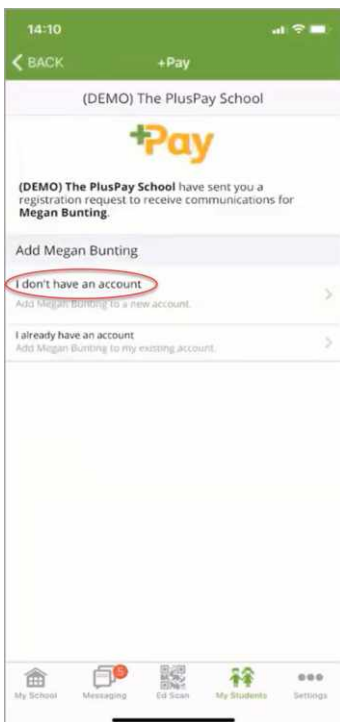 14:10
BACK
+Pay
(DEMO) The PlusPay School
+Pay
(DEMO) The PlusPay School have sent you a
registration request to receive communications for
Megan Bunting.
Add Megan Bunting
I don't have an account
Add Megan Bunting to a new account.
I already have an account
Add Megan Bunting to my existing account.
5
My School Messaging Ed Scan My Students Settings